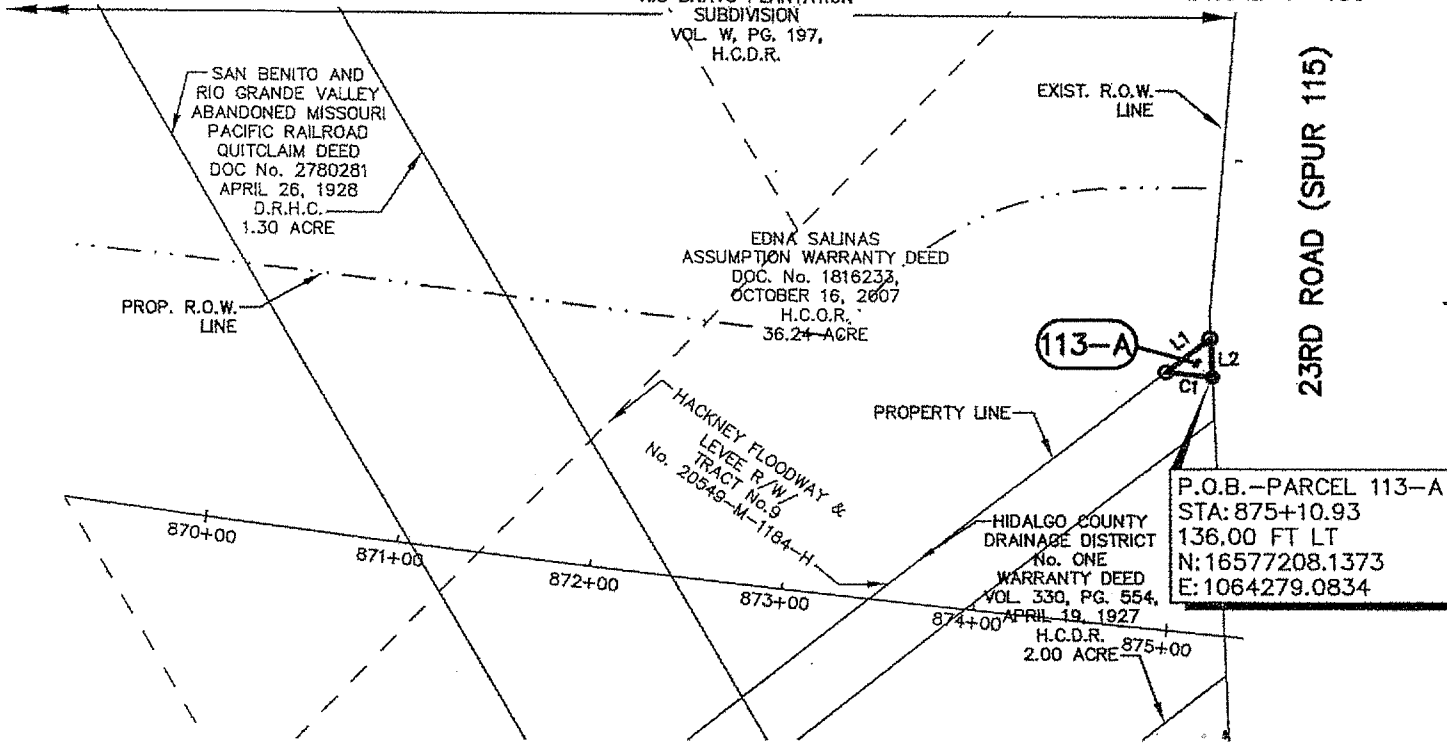 SUBDIVISION
VOL. W, PG. 197,
H.C.D.R.
SAN BENITO AND
RIO GRANDE VALLEY
ABANDONED MISSOURI
PACIFIC RAILROAD
QUITCLAIM DEED
DOC No. 2780281
APRIL 26, 1928
D.R.H.C.
1.30 ACRE
EXIST. R.O.W.
LINE
23RD ROAD (SPUR 115)
EDNA SALINAS
ASSUMPTION WARRANTY DEED
DOC. No. 1816233,
OCTOBER 16, 2007
H.C.O.R.
36.24 ACRE
PROP. R.O.W.
LINE
113-A
L1
L2
C1
PROPERTY LINE
HACKNEY FLOODWAY &
LEVEE R/W/
TRACT No.9
No. 20549-M-1184-H
P.O.B.-PARCEL 113-A
STA: 875+10.93
136.00 FT LT
N:16577208.1373
E:1064279.0834
HIDALGO COUNTY
DRAINAGE DISTRICT
No. ONE
WARRANTY DEED
VOL. 330, PG. 554,
APRIL 19, 1927
H.C.D.R.
2.00 ACRE
870+00
871+00
872+00
873+00
874+00
875+00